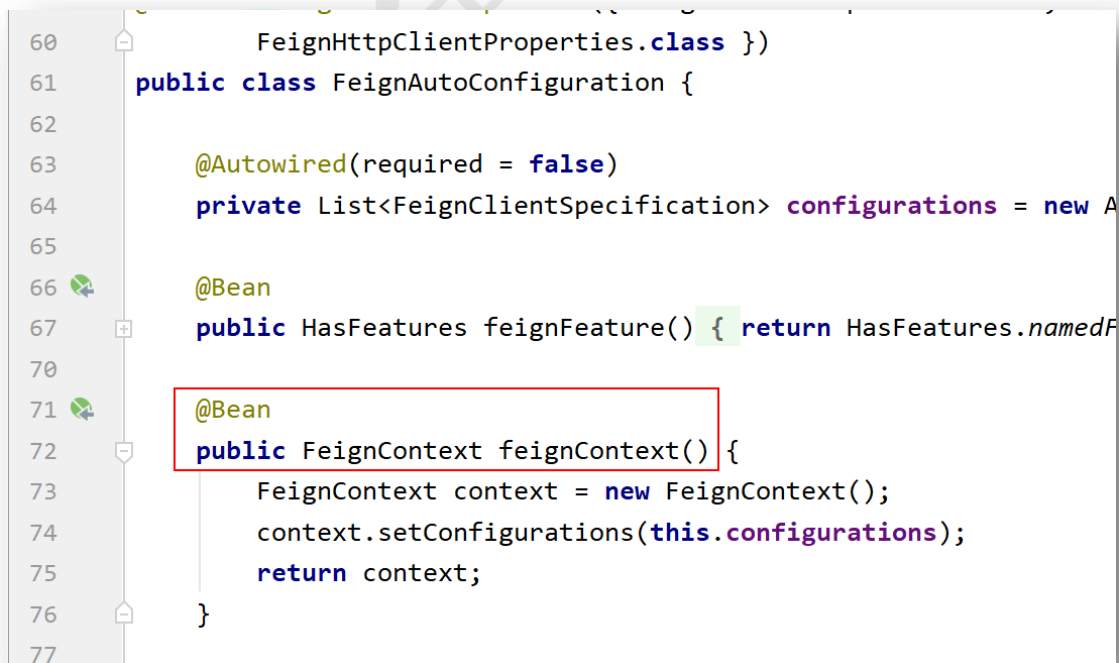 60 FeignHttpClientProperties.class })
61 public class FeignAutoConfiguration {
62
63 @Autowired(required = false)
64 private List<FeignClientSpecification> configurations = new A
65
66 @Bean
67 public HasFeatures feignFeature() { return HasFeatures.namedF
70
71 @Bean
72 public FeignContext feignContext() {
73 FeignContext context = new FeignContext();
74 context.setConfigurations(this.configurations);
75 return context;
76 }
77